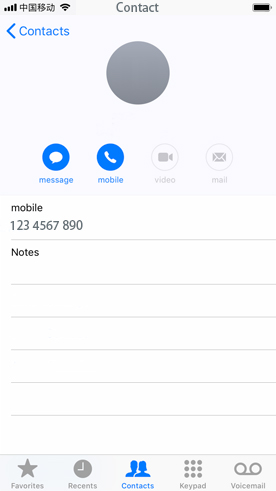 中国移动 Contact
Contacts
message mobile video mail
mobile
123 4567 890
Notes
Favorites Recents Contacts Keypad Voicemail